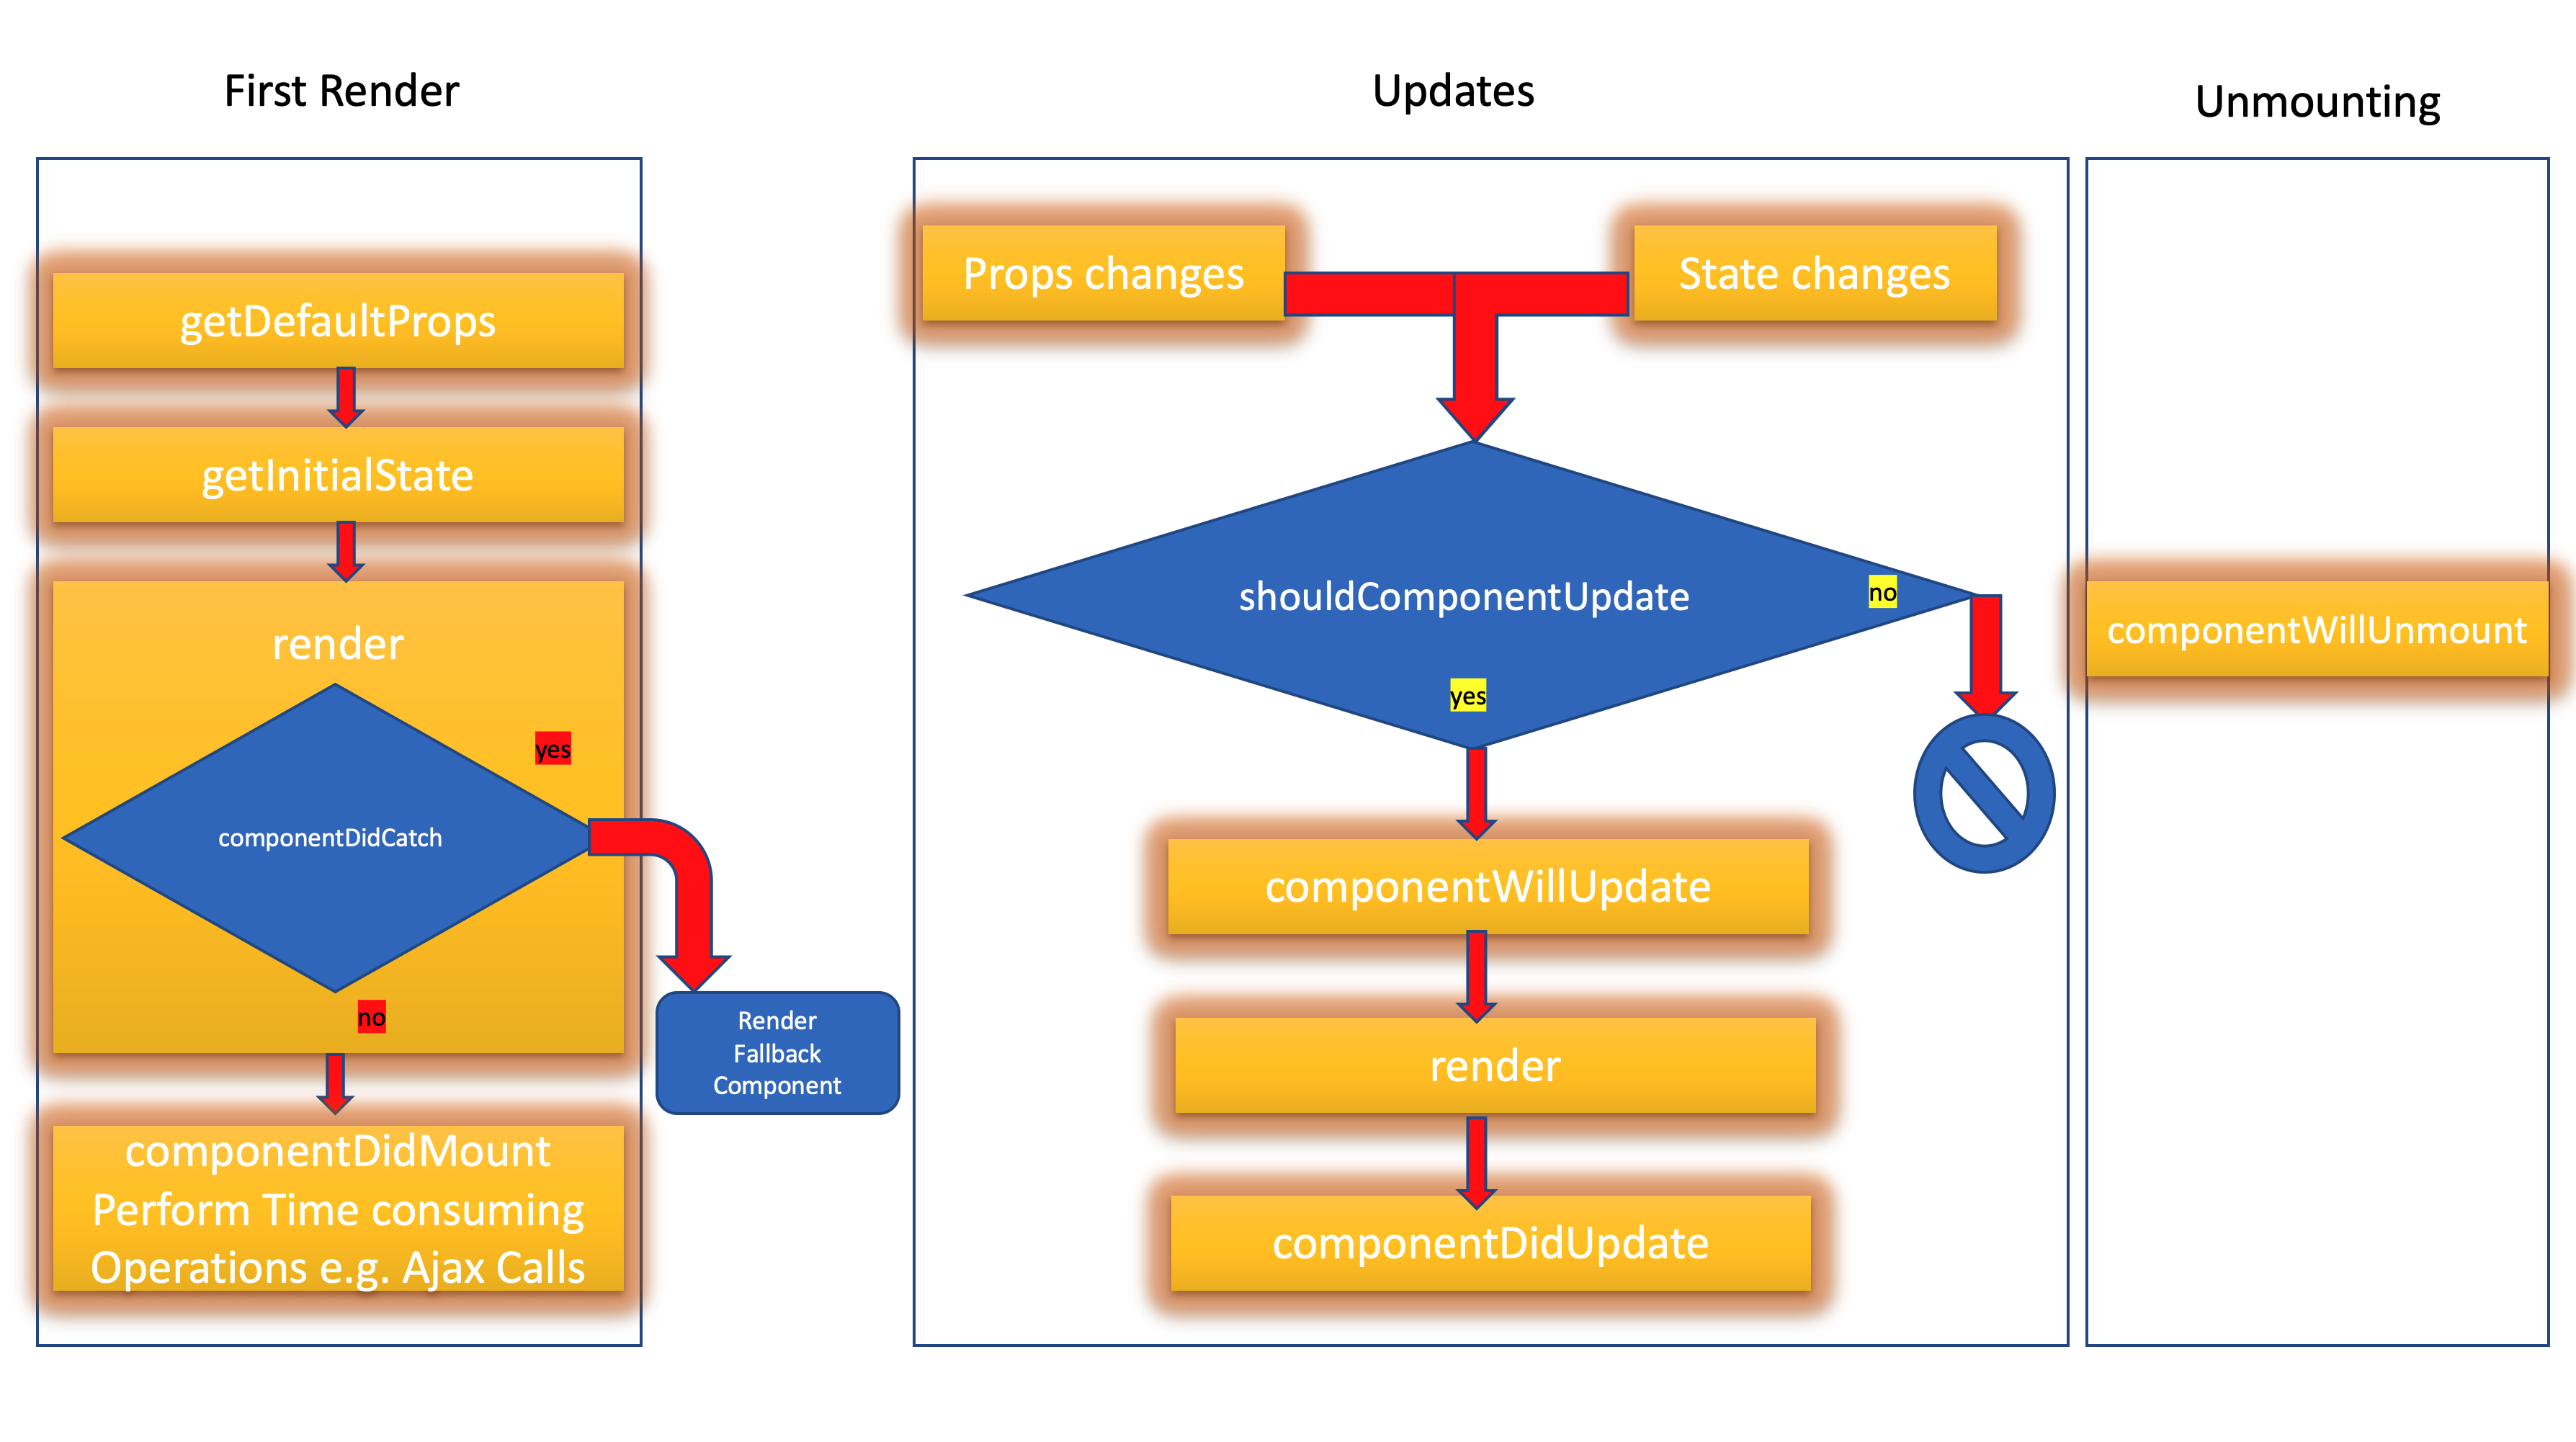 First Render
getDefaultProps
getInitialState
render
yes
componentDidCatch
no
Render
Fallback
Component
componentDidMount
Perform Time consuming
Operations e.g. Ajax Calls
Updates
Props changes
State changes
shouldComponentUpdate
no
yes
componentWillUpdate
render
componentDidUpdate
Unmounting
componentWillUnmount